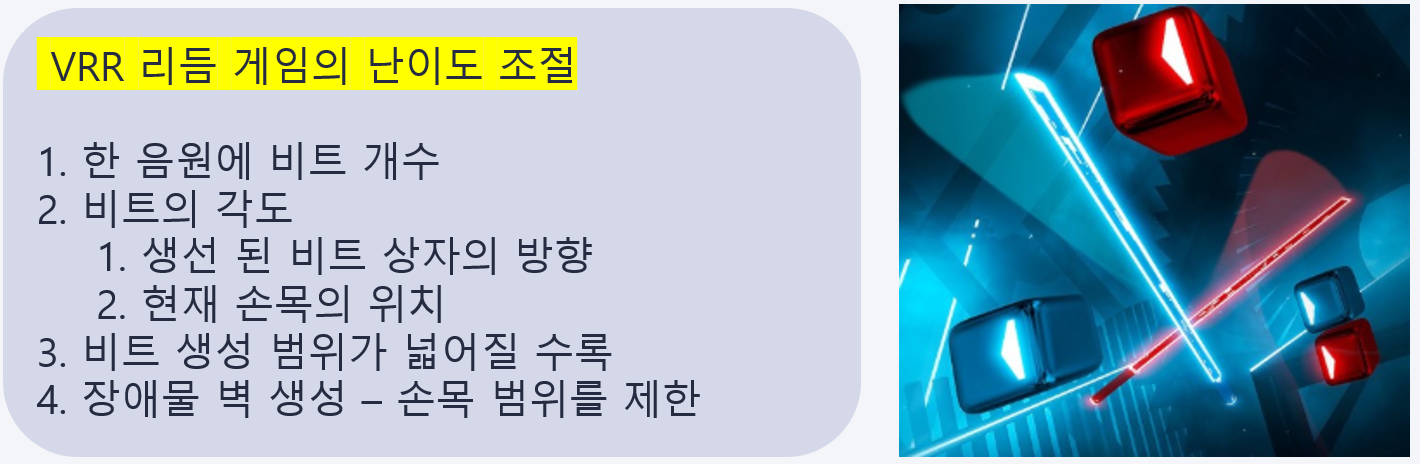 VRR 리듬 게임의 난이도 조절
1. 한 음원에 비트 개수
2. 비트의 각도
1. 생선 된 비트 상자의 방향
2. 현재 손목의 위치
3. 비트 생성 범위가 넓어질 수록
4. 장애물 벽 생성 – 손목 범위를 제한